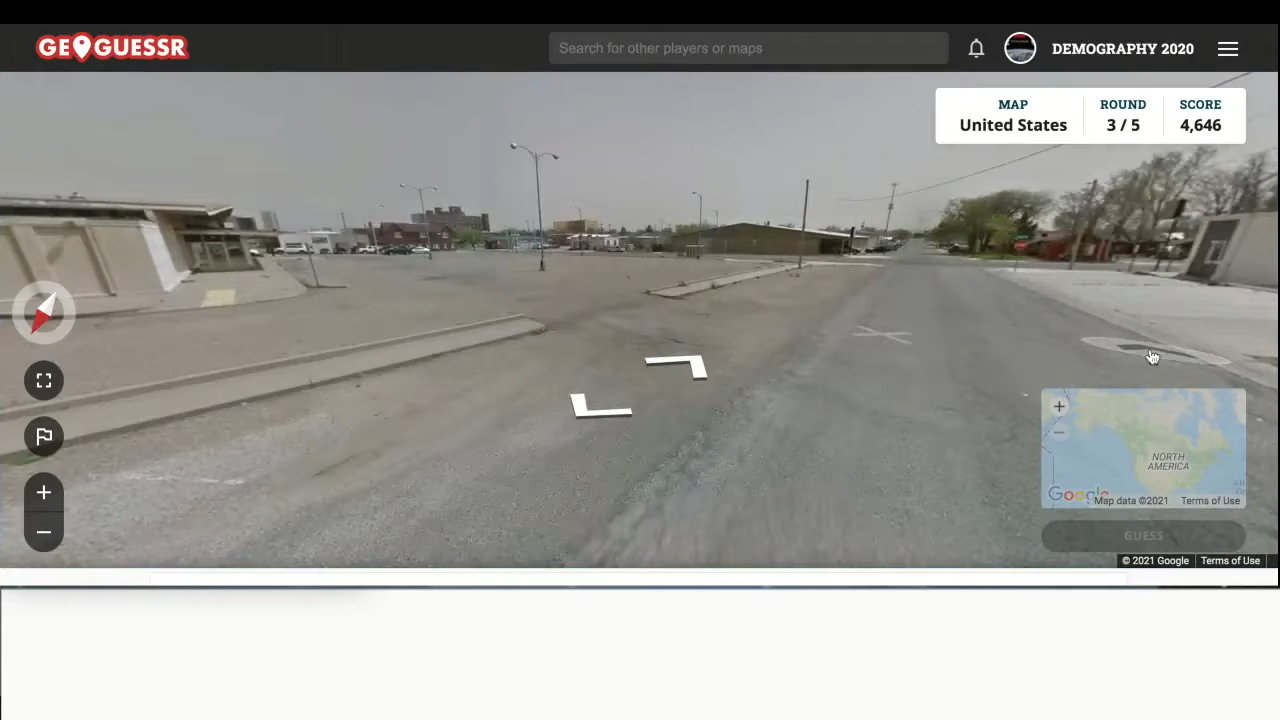 GEOGUESSR
Search for other players or maps
DEMOGRAPHY 2020
MAP
United States
ROUND
3 / 5
SCORE
4,646
NORTH
AMERICA
Google
Map data ©2021
Terms of Use
GUESS
© 2021 Google
Terms of Use